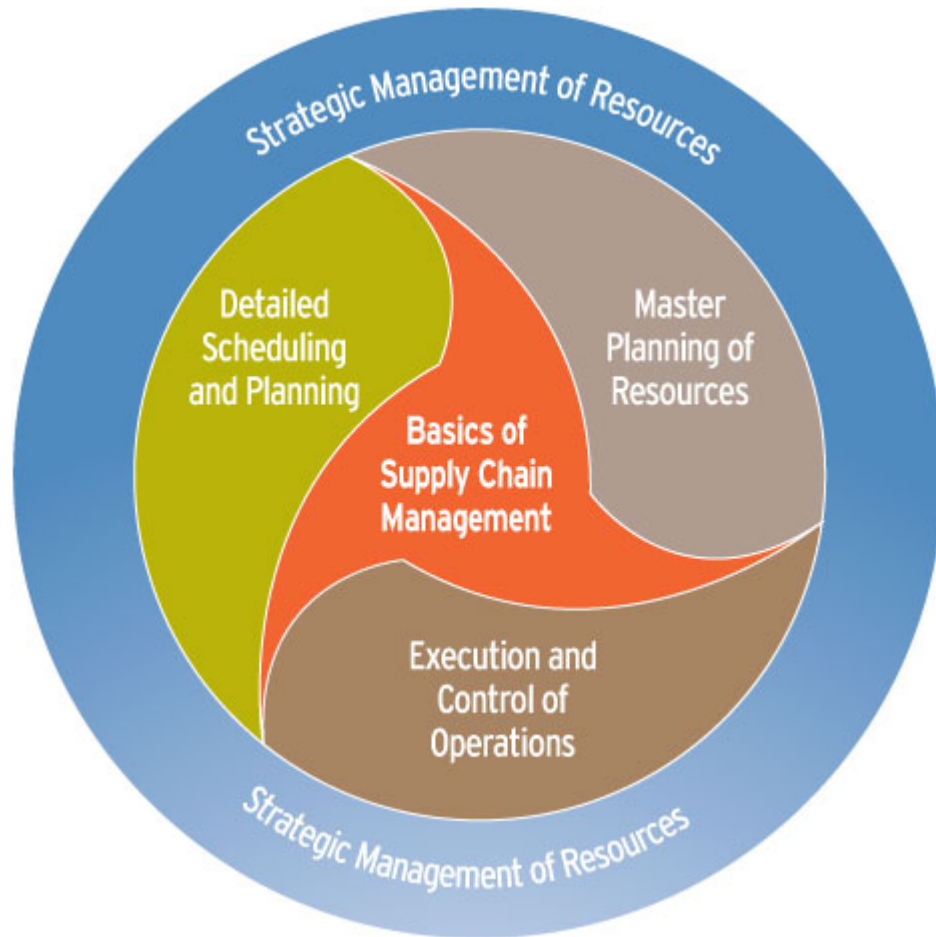 Strategic Management of Resources
Detailed
Scheduling
and Planning
Master
Planning of
Resources
Basics of
Supply Chain
Management
Execution and
Control of
Operations
Strategic Management of Resources